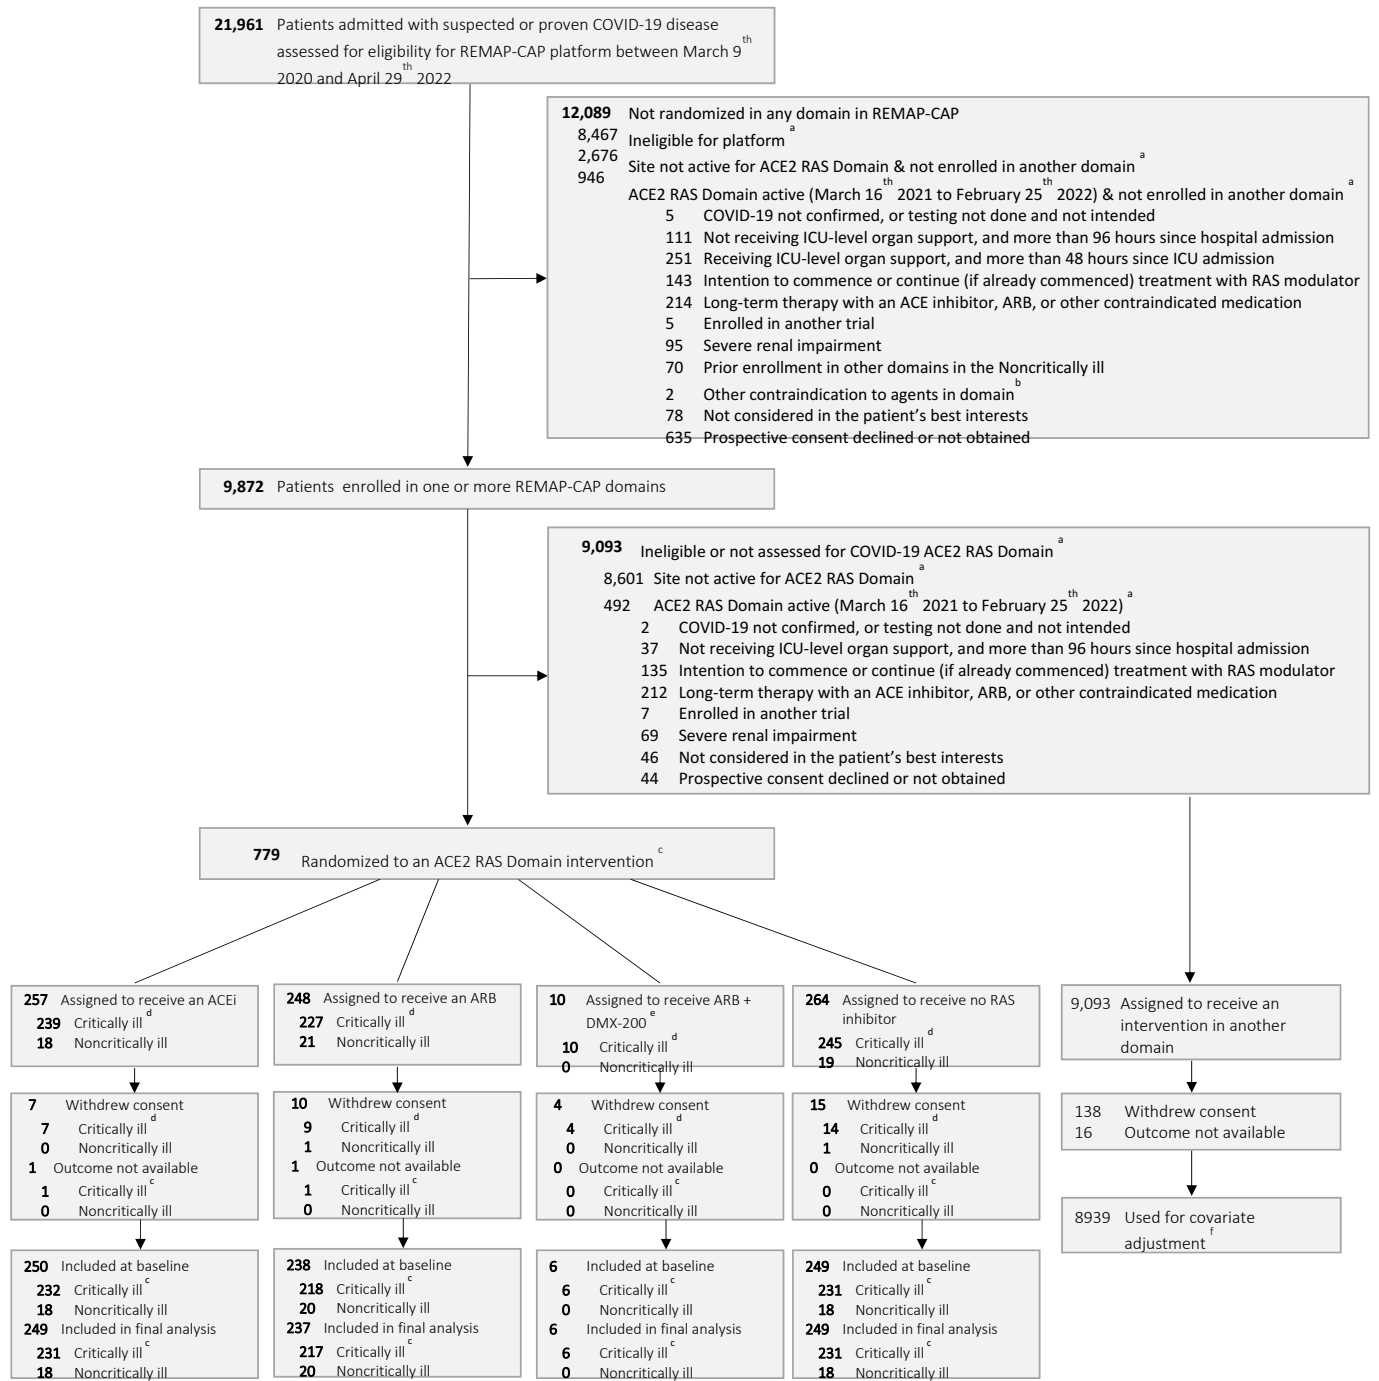 21,961 Patients admitted with suspected or proven COVID-19 disease
assessed for eligibility for REMAP-CAP platform between March 9th
2020 and April 29th 2022
12,089 Not randomized in any domain in REMAP-CAP
8,467 Ineligible for platform a
2,676 Site not active for ACE2 RAS Domain & not enrolled in another domain a
946 ACE2 RAS Domain active (March 16th 2021 to February 25th 2022) & not enrolled in another domain a
5 COVID-19 not confirmed, or testing not done and not intended
111 Not receiving ICU-level organ support, and more than 96 hours since hospital admission
251 Receiving ICU-level organ support, and more than 48 hours since ICU admission
143 Intention to commence or continue (if already commenced) treatment with RAS modulator
214 Long-term therapy with an ACE inhibitor, ARB, or other contraindicated medication
5 Enrolled in another trial
95 Severe renal impairment
70 Prior enrollment in other domains in the Noncritically ill
2 Other contraindication to agents in domain b
78 Not considered in the patient's best interests
635 Prospective consent declined or not obtained
9,872 Patients enrolled in one or more REMAP-CAP domains
9,093 Ineligible or not assessed for COVID-19 ACE2 RAS Domain a
8,601 Site not active for ACE2 RAS Domain a
492 ACE2 RAS Domain active (March 16th 2021 to February 25th 2022) a
2 COVID-19 not confirmed, or testing not done and not intended
37 Not receiving ICU-level organ support, and more than 96 hours since hospital admission
135 Intention to commence or continue (if already commenced) treatment with RAS modulator
212 Long-term therapy with an ACE inhibitor, ARB, or other contraindicated medication
7 Enrolled in another trial
69 Severe renal impairment
46 Not considered in the patient's best interests
44 Prospective consent declined or not obtained
779 Randomized to an ACE2 RAS Domain intervention c
257 Assigned to receive an ACEi
239 Critically ill d
18 Noncritically ill
248 Assigned to receive an ARB
227 Critically ill d
21 Noncritically ill
10 Assigned to receive ARB +
DMX-200 e
10 Critically ill d
0 Noncritically ill
264 Assigned to receive no RAS
inhibitor
245 Critically ill d
19 Noncritically ill
9,093 Assigned to receive an
intervention in another
domain
7 Withdrew consent
7 Critically ill d
0 Noncritically ill
1 Outcome not available
1 Critically ill c
0 Noncritically ill
10 Withdrew consent
9 Critically ill d
1 Noncritically ill
1 Outcome not available
1 Critically ill c
0 Noncritically ill
4 Withdrew consent
4 Critically ill d
0 Noncritically ill
0 Outcome not available
0 Critically ill c
0 Noncritically ill
15 Withdrew consent
14 Critically ill d
1 Noncritically ill
0 Outcome not available
0 Critically ill c
0 Noncritically ill
138 Withdrew consent
16 Outcome not available
250 Included at baseline
232 Critically ill c
18 Noncritically ill
249 Included in final analysis
231 Critically ill c
18 Noncritically ill
238 Included at baseline
218 Critically ill c
20 Noncritically ill
237 Included in final analysis
217 Critically ill c
20 Noncritically ill
6 Included at baseline
6 Critically ill c
0 Noncritically ill
6 Included in final analysis
6 Critically ill c
0 Noncritically ill
249 Included at baseline
231 Critically ill c
18 Noncritically ill
249 Included in final analysis
231 Critically ill c
18 Noncritically ill
8939 Used for covariate
adjustment f